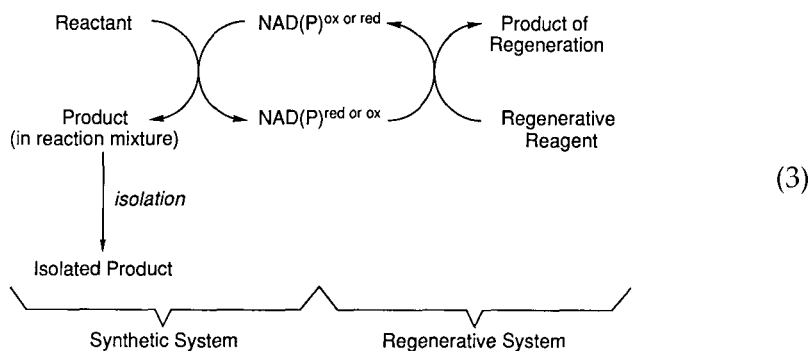 Reactant
NAD(P)ox or red
Product of
Regeneration
Product
(in reaction mixture)
NAD(P)red or ox
Regenerative
Reagent
(3)
isolation
Isolated Product
Synthetic System
Regenerative System